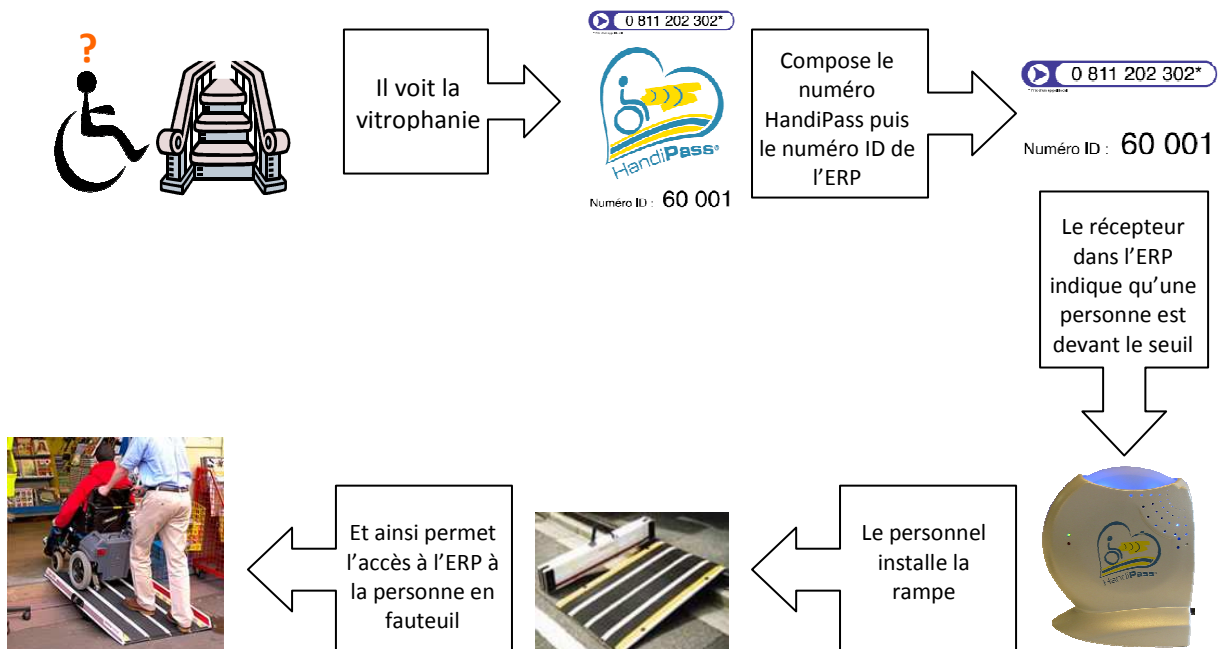 ?
Il voit la
vitrophanie
0 811 202 302*
HandiPass®
Numéro ID : 60 001
Compose le
numéro
HandiPass puis
le numéro ID de
l’ERP
0 811 202 302*
Numéro ID : 60 001
Le récepteur
dans l’ERP
indique qu’une
personne est
devant le seuil
HandiPass®
Le personnel
installe la
rampe
Et ainsi permet
l’accès à l’ERP à
la personne en
fauteuil